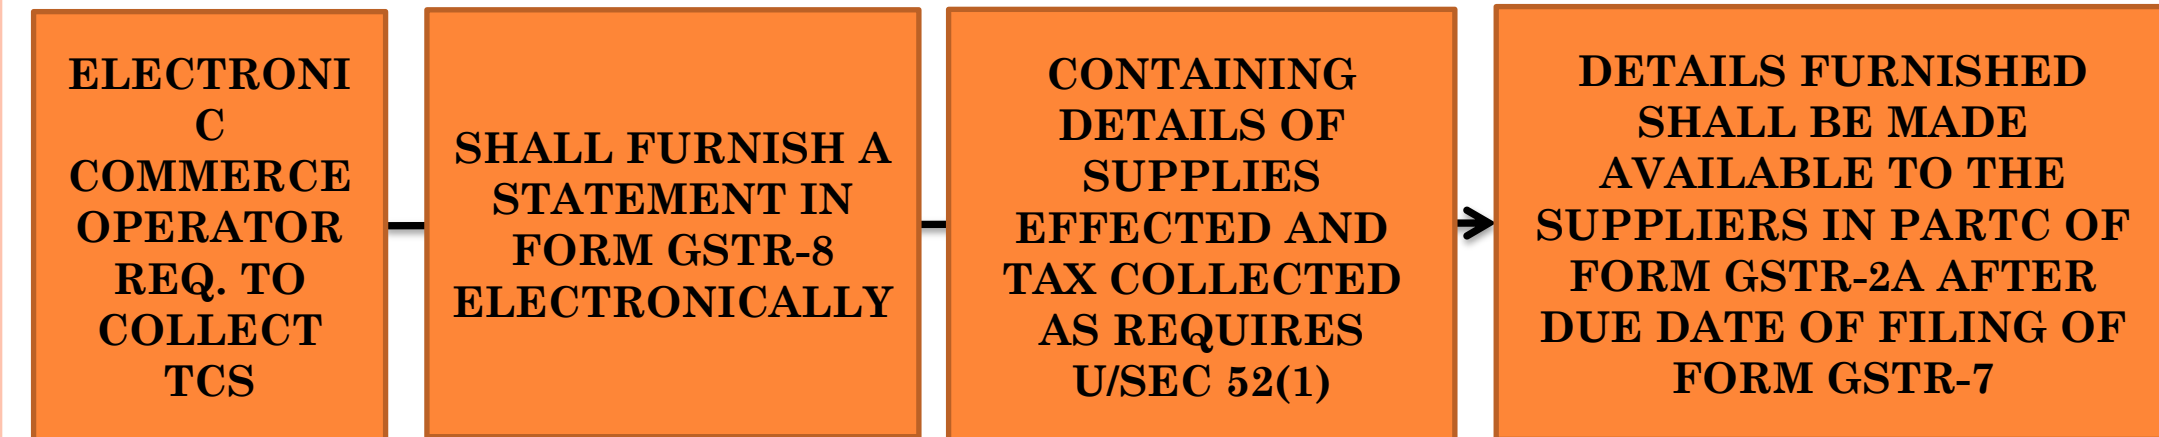 ELECTRONI
C
COMMERCE
OPERATOR
REQ. TO
COLLECT
TCS
SHALL FURNISH A
STATEMENT IN
FORM GSTR-8
ELECTRONICALLY
CONTAINING
DETAILS OF
SUPPLIES
EFFECTED AND
TAX COLLECTED
AS REQUIRES
U/SEC 52(1)
DETAILS FURNISHED
SHALL BE MADE
AVAILABLE TO THE
SUPPLIERS IN PARTC OF
FORM GSTR-2A AFTER
DUE DATE OF FILING OF
FORM GSTR-7